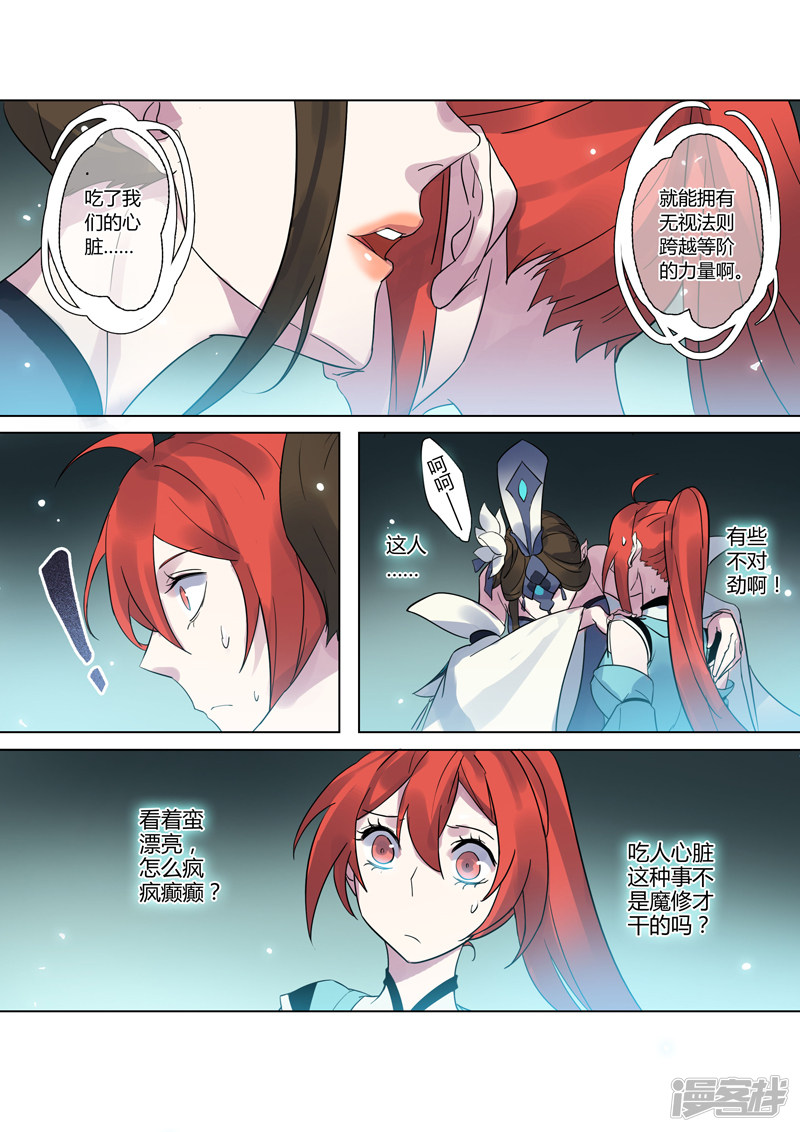 吃了我
们的心
脏……
就能拥有
无视法则
跨越等阶
的力量啊。
呵呵—
这人
……
有些
不对
劲啊！
看着蛮
漂亮，
怎么疯
疯癫癫？
吃人心脏
这种事不
是魔修才
干的吗？
漫客栈